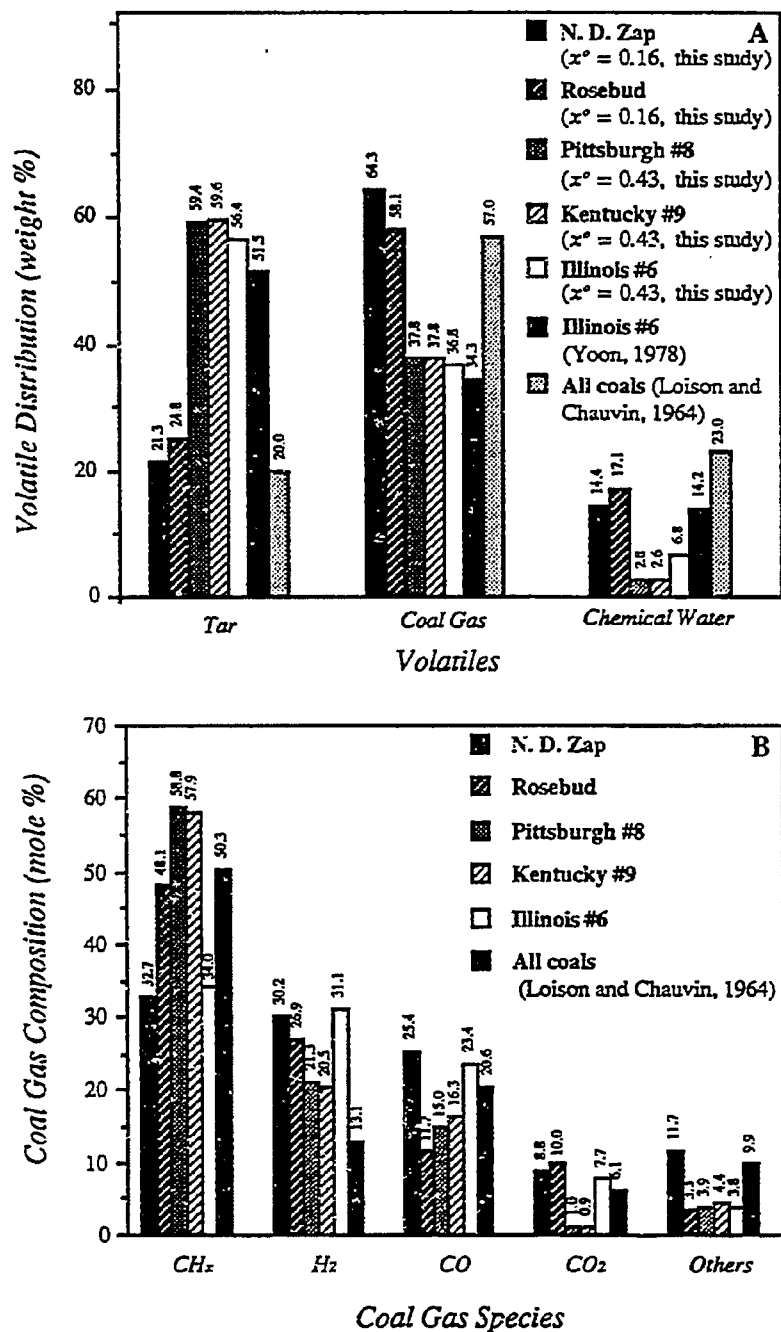 A
N. D. Zap
(x° = 0.16, this study)
Rosebud
(x° = 0.16, this study)
Pittsburgh #8
(x° = 0.43, this study)
Kentucky #9
(x° = 0.43, this study)
Illinois #6
(x° = 0.43, this study)
Illinois #6
(Yoon, 1978)
All coals (Loison and
Chauvin, 1964)
Volatile Distribution (weight %)
80
60
40
20
0
21.3
24.8
59.4
59.6
56.4
51.5
20.0
64.3
58.1
37.8
37.8
36.8
34.3
57.0
14.4
17.1
2.8
2.6
6.8
14.2
23.0
Tar
Coal Gas
Chemical Water
Volatiles
B
N. D. Zap
Rosebud
Pittsburgh #8
Kentucky #9
Illinois #6
All coals
(Loison and Chauvin, 1964)
Coal Gas Composition (mole %)
70
60
50
40
30
20
10
0
32.7
48.1
58.8
57.9
34.0
50.3
30.2
26.9
21.3
20.5
31.1
13.1
25.4
11.7
15.0
16.3
23.4
20.6
8.8
10.0
1.0
0.9
7.7
6.1
11.7
3.3
3.9
4.4
3.8
9.9
CHx
H2
CO
CO2
Others
Coal Gas Species